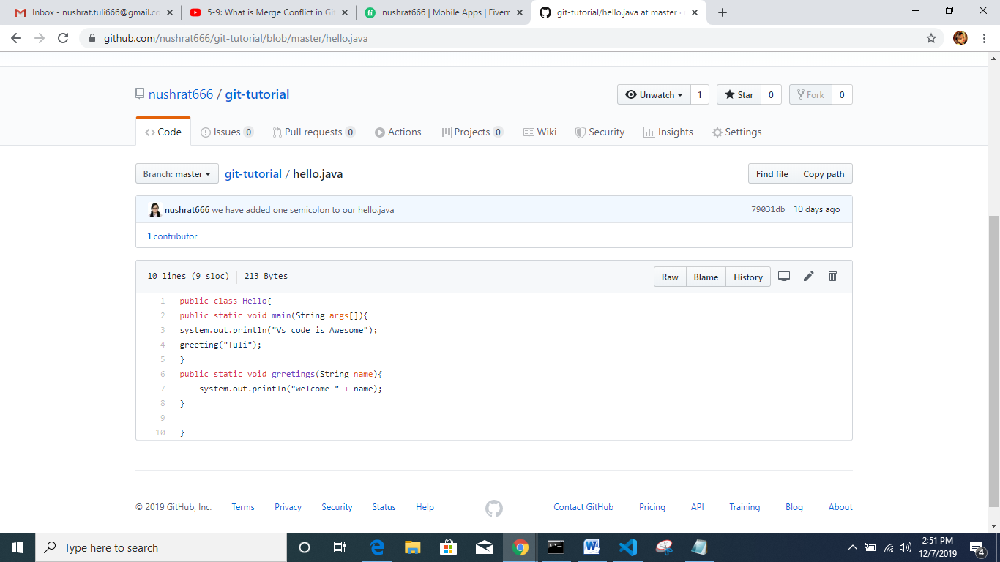 Inbox - nushrat.tuli666@gmail.co
5-9: What is Merge Conflict in Gi
fi nushrat666 | Mobile Apps | Fiverr
git-tutorial/hello.java at master ·
github.com/nushrat666/git-tutorial/blob/master/hello.java
nushrat666 / git-tutorial
Unwatch 1 Star 0 Fork 0
Code Issues 0 Pull requests 0 Actions Projects 0 Wiki Security Insights Settings
Branch: master git-tutorial / hello.java Find file Copy path
nushrat666 we have added one semicolon to our hello.java 79031db 10 days ago
1 contributor
10 lines (9 sloc) 213 Bytes Raw Blame History
1 public class Hello{
2 public static void main(String args[]){
3 system.out.println("Vs code is Awesome");
4 greeting("Tuli");
5 }
6 public static void grretings(String name){
7 system.out.println("welcome " + name);
8 }
9
10 }
© 2019 GitHub, Inc. Terms Privacy Security Status Help Contact GitHub Pricing API Training Blog About
Type here to search
2:51 PM
12/7/2019
4